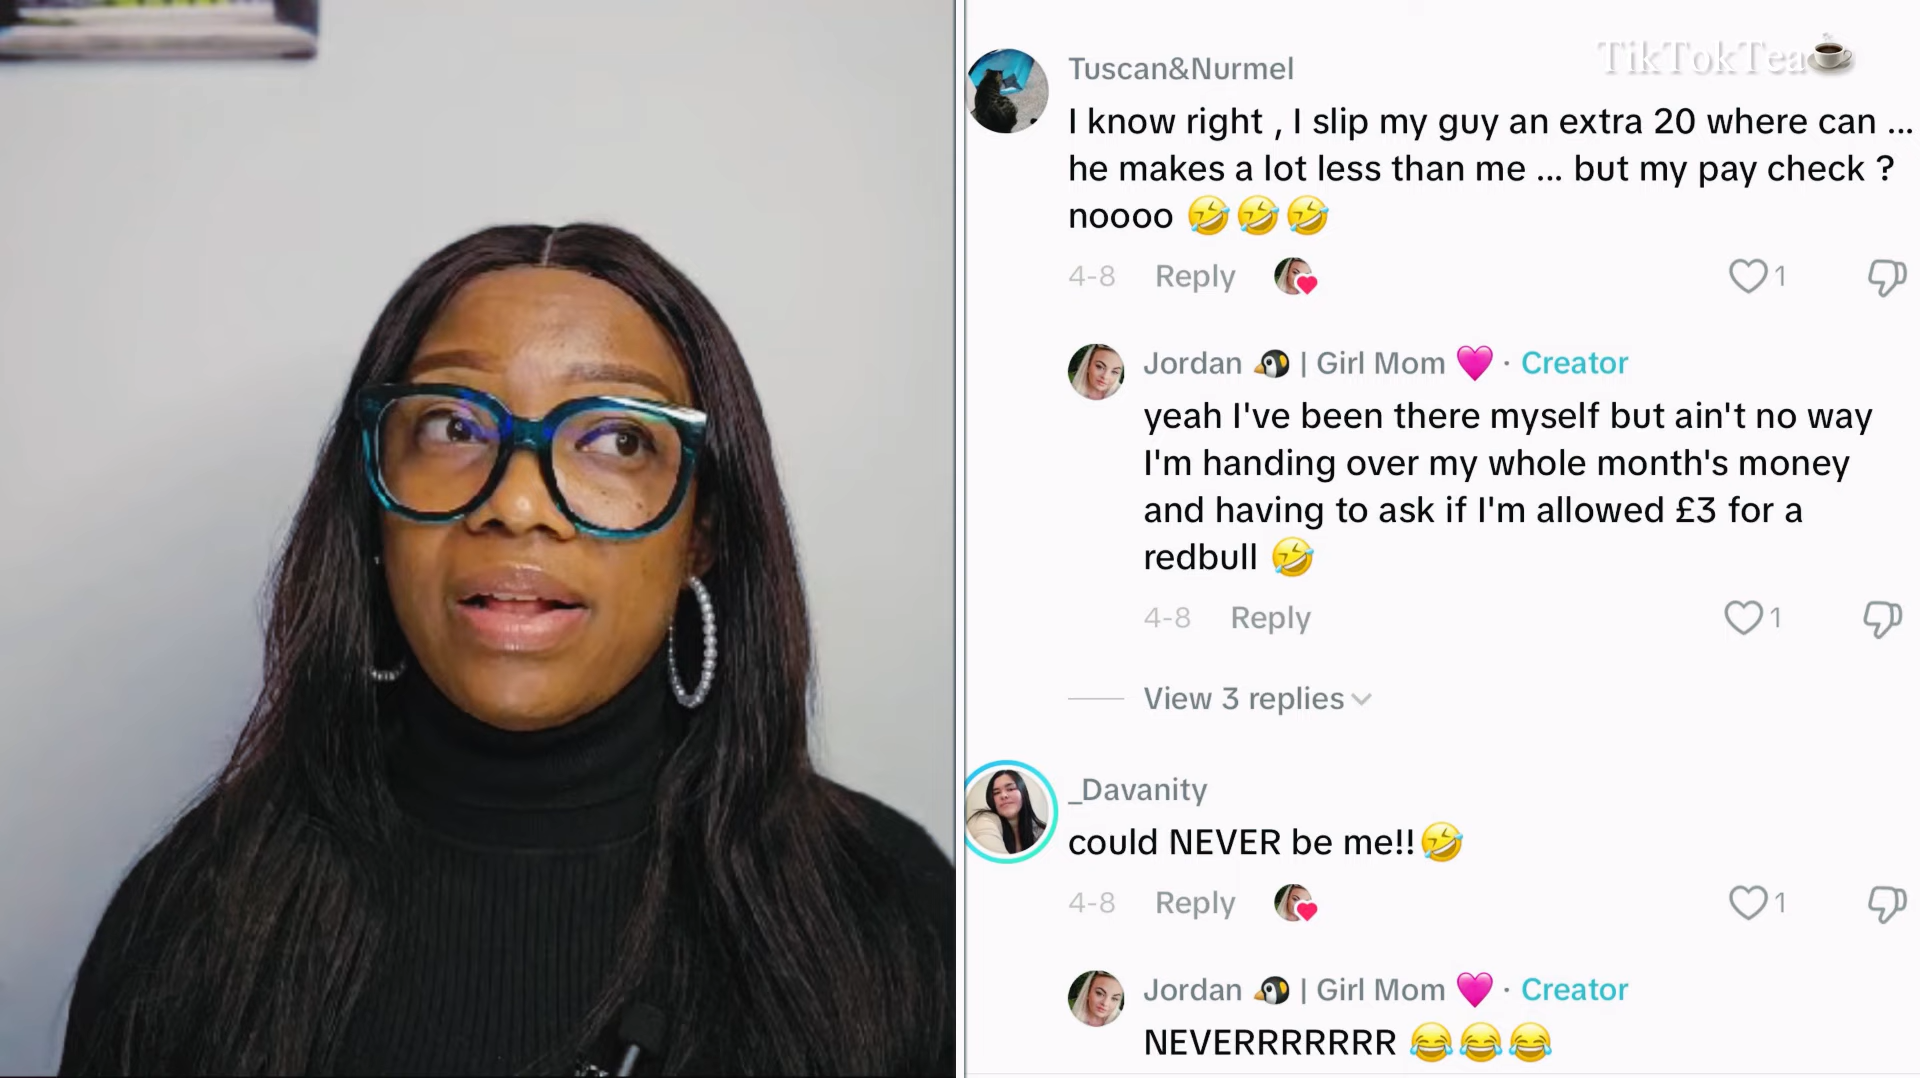 TikTokTea
Tuscan&Nurmel
I know right , I slip my guy an extra 20 where can ...
he makes a lot less than me ... but my pay check ?
noooo 🤣🤣🤣
4-8 Reply 1
Jordan 🐧 | Girl Mom 💗 · Creator
yeah I've been there myself but ain't no way
I'm handing over my whole month's money
and having to ask if I'm allowed £3 for a
redbull 🤣
4-8 Reply 1
View 3 replies
_Davanity
could NEVER be me!!🤣
4-8 Reply 1
Jordan 🐧 | Girl Mom 💗 · Creator
NEVERRRRRRR 😂😂😂